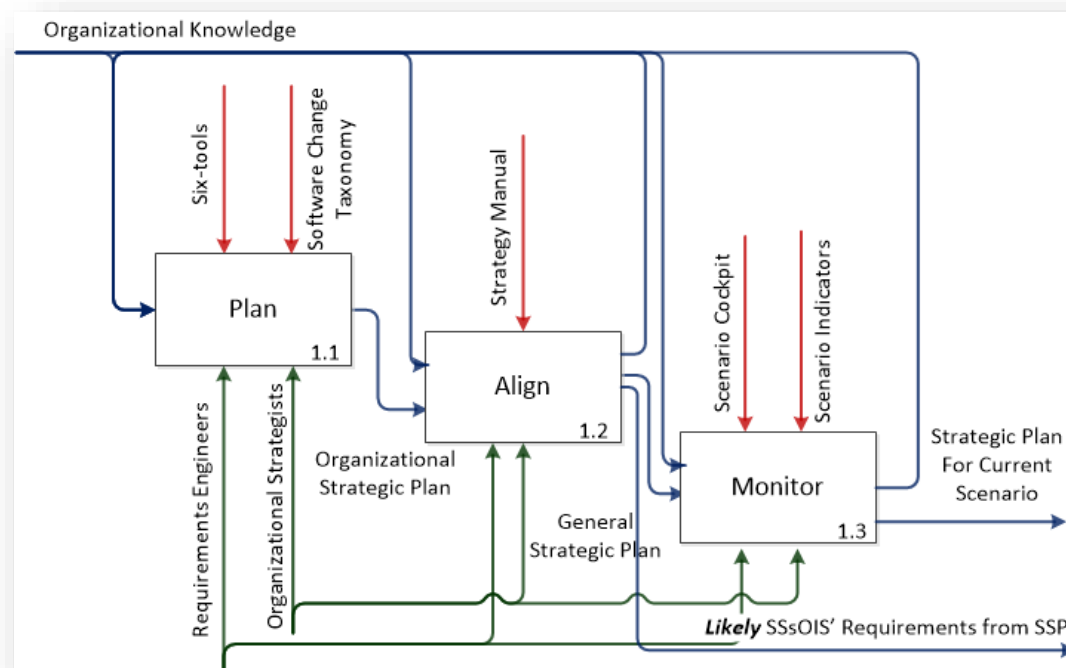 Organizational Knowledge
Six-tools
Software Change
Taxonomy
Strategy Manual
Scenario Cockpit
Scenario Indicators
Plan
1.1
Align
1.2
Monitor
1.3
Requirements Engineers
Organizational Strategists
Organizational
Strategic Plan
General
Strategic Plan
Strategic Plan
For Current
Scenario
Likely SSsOIS’ Requirements from SSP